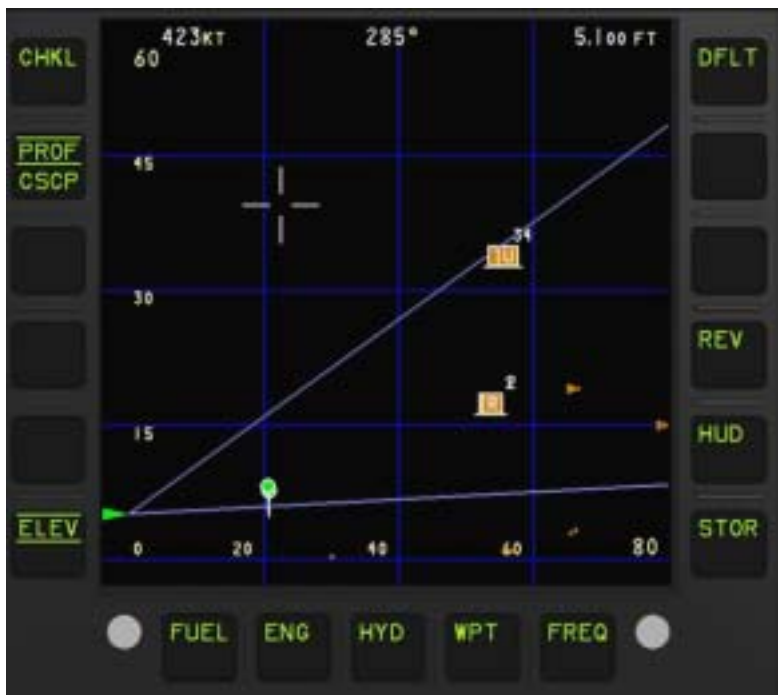 423KT 285° 5,100 FT
60
CHKL
DFLT
PROF
CSCP
45
34
30
REV
15
HUD
ELEV
0 20 40 60 80
STOR
FUEL ENG HYD WPT FREQ